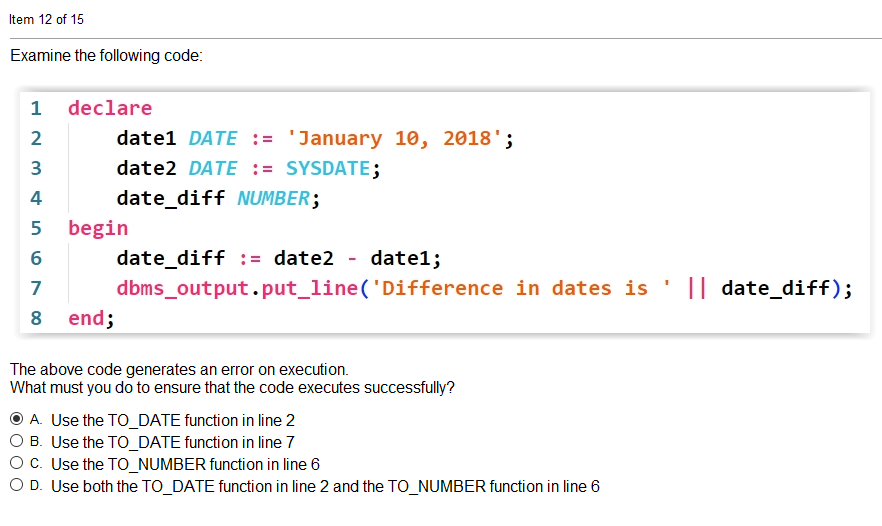 Item 12 of 15
Examine the following code:
1 declare
2 date1 DATE := 'January 10, 2018';
3 date2 DATE := SYSDATE;
4 date_diff NUMBER;
5 begin
6 date_diff := date2 - date1;
7 dbms_output.put_line('Difference in dates is ' || date_diff);
8 end;
The above code generates an error on execution.
What must you do to ensure that the code executes successfully?
A. Use the TO_DATE function in line 2
B. Use the TO_DATE function in line 7
C. Use the TO_NUMBER function in line 6
D. Use both the TO_DATE function in line 2 and the TO_NUMBER function in line 6